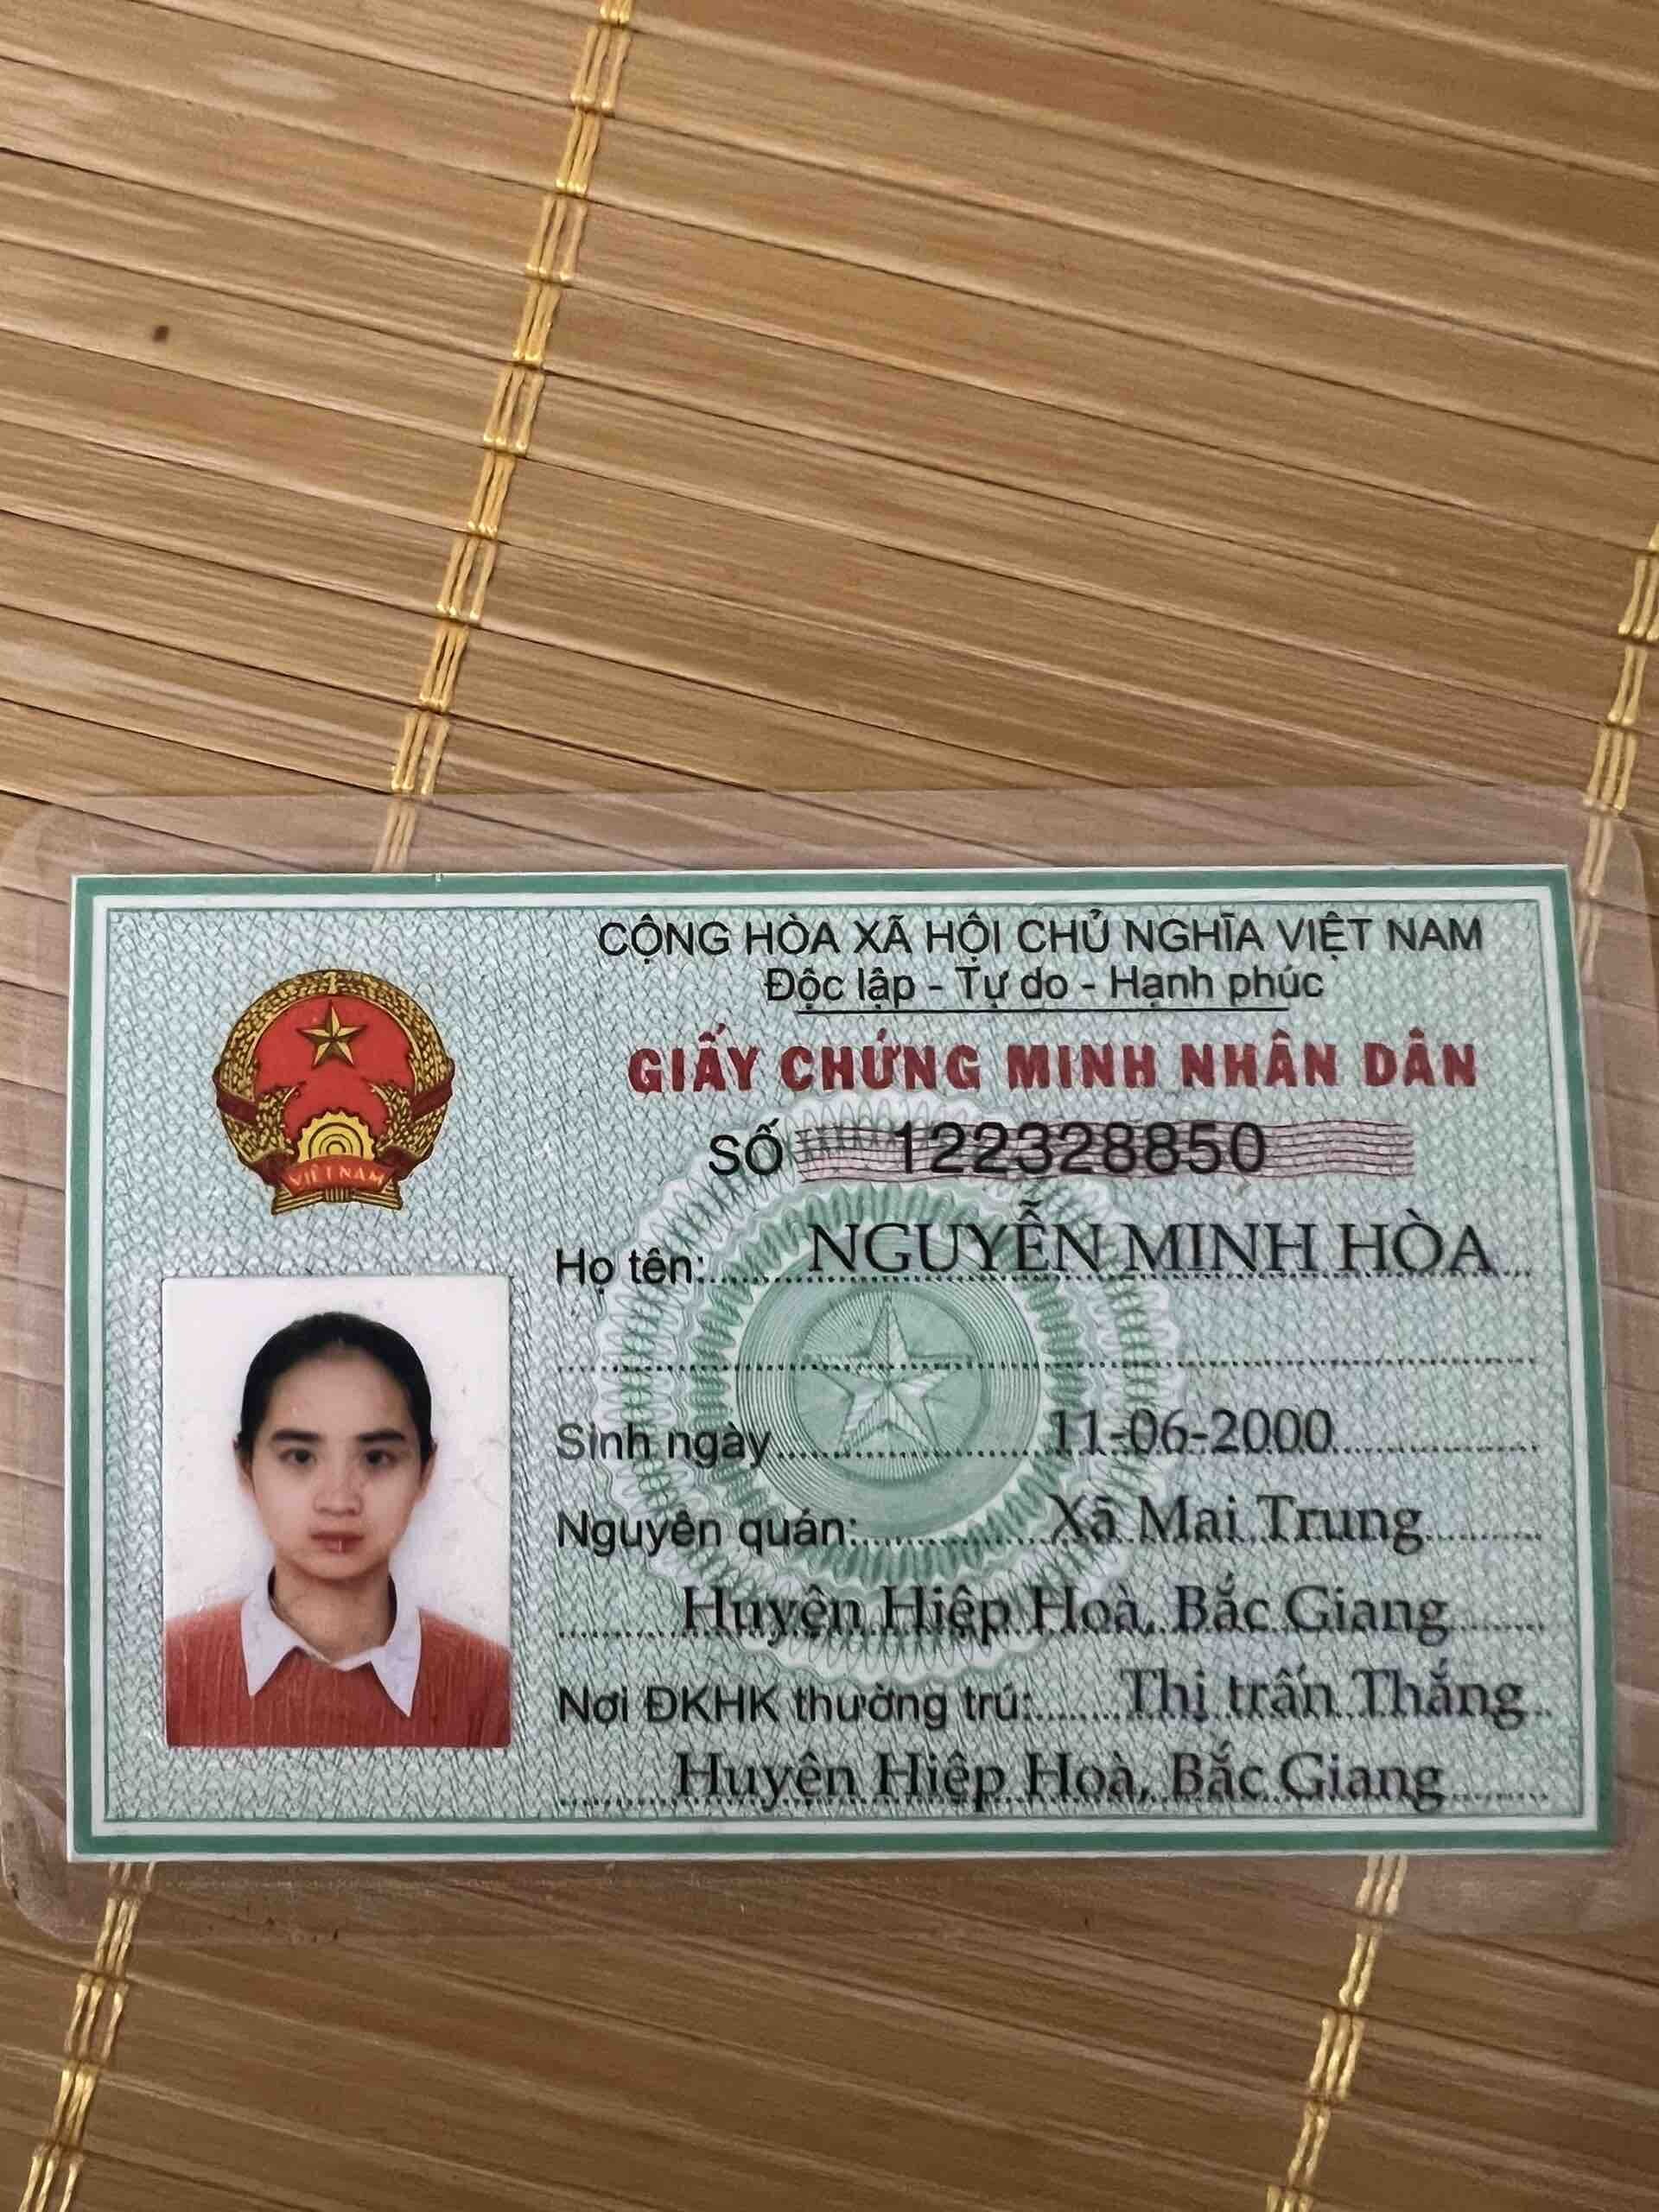 CỘNG HÒA XÃ HỘI CHỦ NGHĨA VIỆT NAM
Độc lập - Tự do - Hạnh phúc
GIẤY CHỨNG MINH NHÂN DÂN
SỐ 122328850
Họ tên: NGUYỄN MINH HÒA
Sinh ngày 11-06-2000
Nguyên quán: Xã Mai Trung
Huyện Hiệp Hoà, Bắc Giang
Nơi ĐKHK thường trú: Thị trấn Thắng
Huyện Hiệp Hoà, Bắc Giang
VIỆT NAM